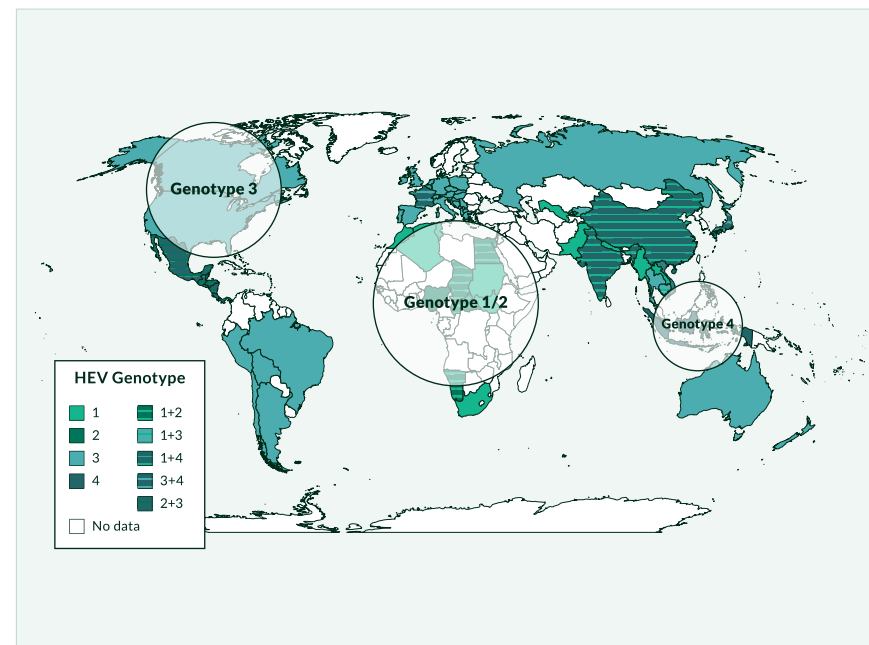 Genotype 3
Genotype 1/2
Genotype 4
HEV Genotype
1
1+2
2
1+3
3
1+4
4
3+4
2+3
No data